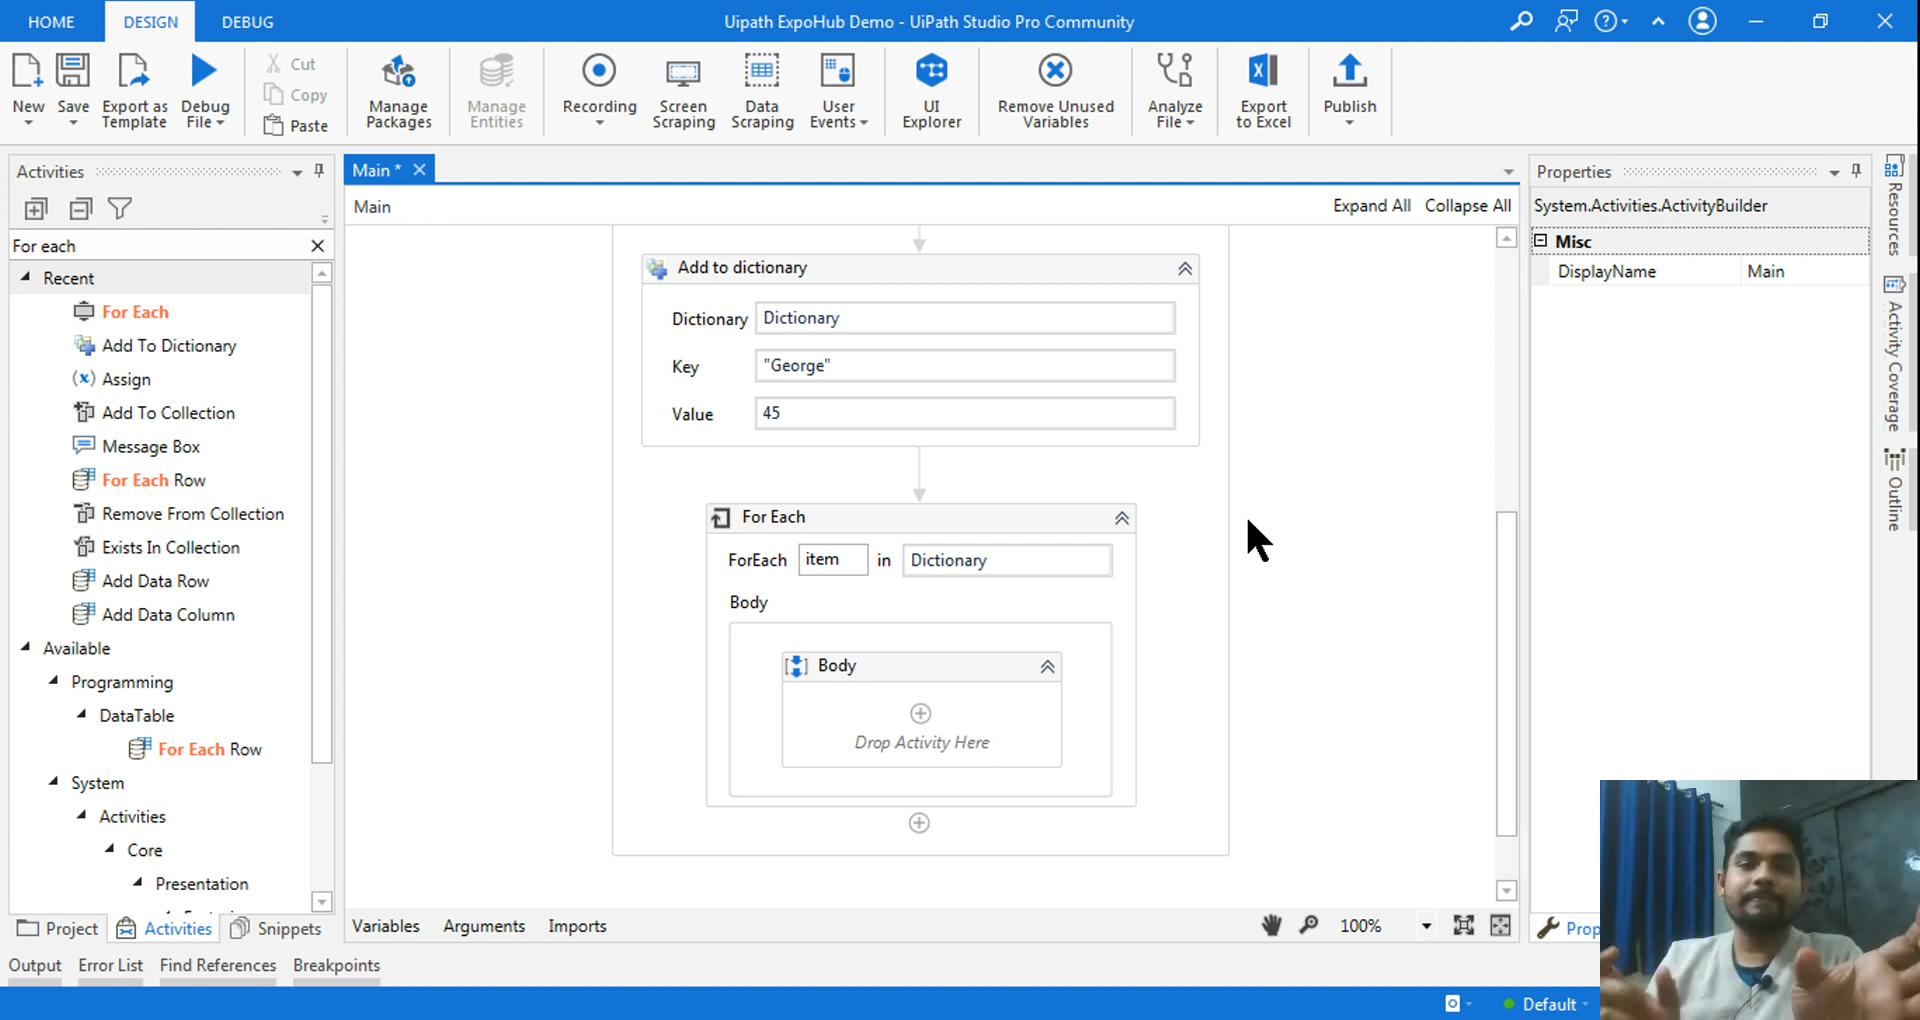 HOME DESIGN DEBUG
Uipath ExpoHub Demo - UiPath Studio Pro Community
New
Save
Export as
Template
Debug
File
Cut
Copy
Paste
Manage
Packages
Manage
Entities
Recording
Screen
Scraping
Data
Scraping
User
Events
UI
Explorer
Remove Unused
Variables
Analyze
File
Export
to Excel
Publish
Activities
For each
Recent
For Each
Add To Dictionary
Assign
Add To Collection
Message Box
For Each Row
Remove From Collection
Exists In Collection
Add Data Row
Add Data Column
Available
Programming
DataTable
For Each Row
System
Activities
Core
Presentation
Project Activities Snippets
Main *
Main
Expand All Collapse All
Add to dictionary
Dictionary Dictionary
Key "George"
Value 45
For Each
ForEach item in Dictionary
Body
Body
Drop Activity Here
Variables Arguments Imports
100%
Properties
System.Activities.ActivityBuilder
Misc
DisplayName Main
Prop
Resources
Activity Coverage
Outline
Output Error List Find References Breakpoints
Default